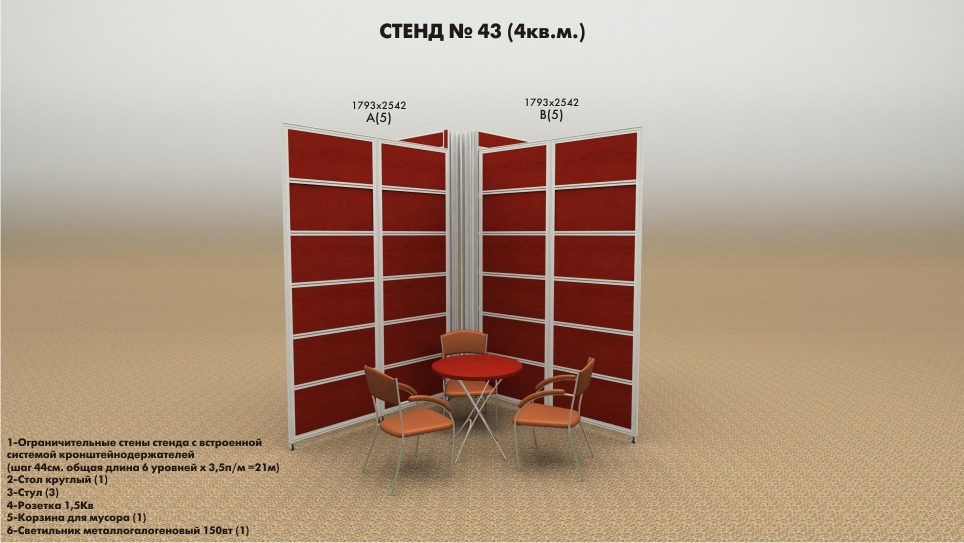 СТЕНД № 43 (4кв.м.)
1793x2542
A(5)
1793x2542
B(5)
1-Ограничительные стены стенда с встроенной
системой кронштейнодержателей
(шаг 44см. общая длина 6 уровней x 3,5п/м =21м)
2-Стол круглый (1)
3-Стул (3)
4-Розетка 1,5Кв
5-Корзина для мусора (1)
6-Светильник металлогалогеновый 150вт (1)